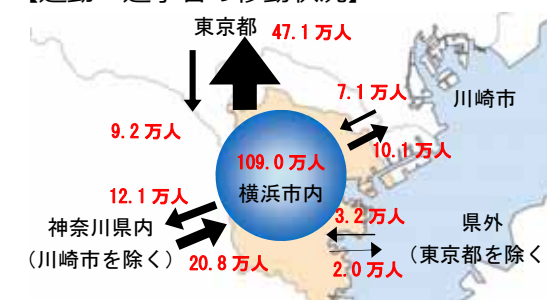 東京都
47.1万人
7.1万人
川崎市
9.2万人
10.1万人
109.0万人
横浜市内
12.1万人
3.2万人
神奈川県内
（川崎市を除く）
20.8万人
県外
（東京都を除く
2.0万人